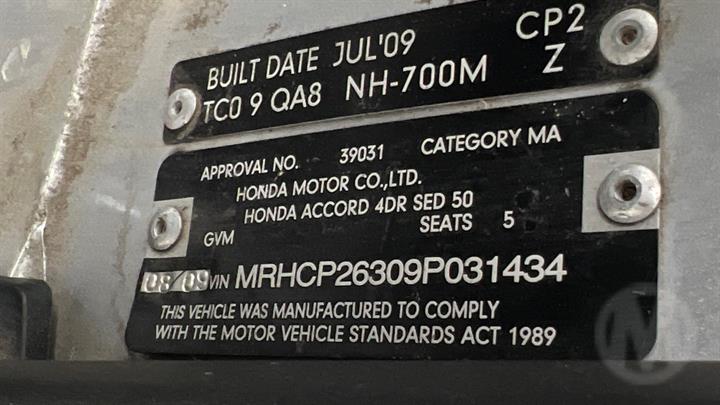 BUILT DATE JUL'09 CP2
TC0 9 QA8 NH-700M Z
APPROVAL NO. 39031 CATEGORY MA
HONDA MOTOR CO.,LTD.
HONDA ACCORD 4DR SED 50
GVM SEATS 5
08/09 VIN MRHCP26309P031434
THIS VEHICLE WAS MANUFACTURED TO COMPLY
WITH THE MOTOR VEHICLE STANDARDS ACT 1989
M